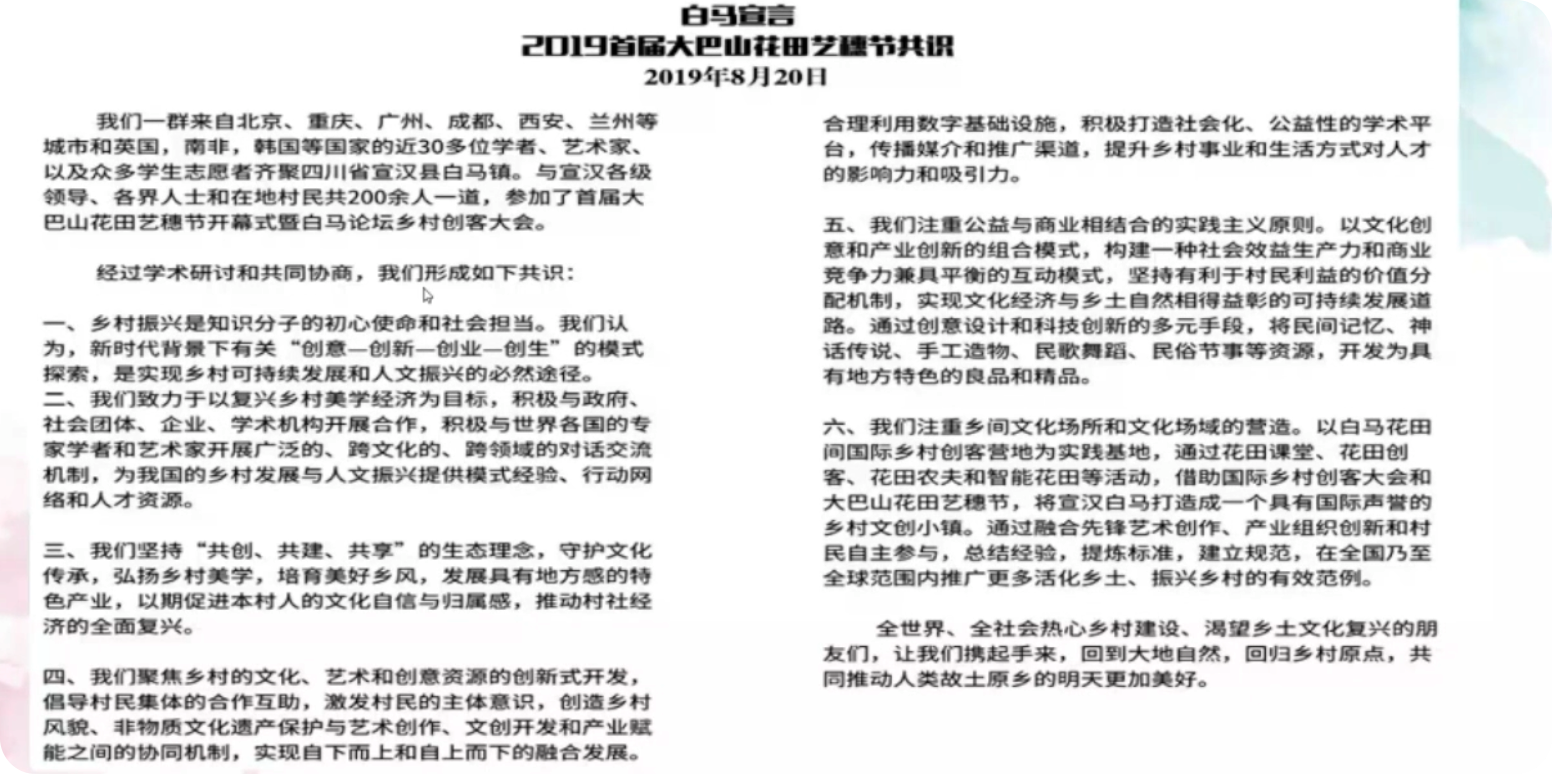 白马宣言
2019首届大巴山花田艺穗节共识
2019年8月20日
我们一群来自北京、重庆、广州、成都、西安、兰州等
城市和英国，南非，韩国等国家的近30多位学者、艺术家、
以及众多学生志愿者齐聚四川省宣汉县白马镇。与宣汉各级
领导、各界人士和在地村民共200余人一道，参加了首届大
巴山花田艺穗节开幕式暨白马论坛乡村创客大会。
经过学术研讨和共同协商，我们形成如下共识：
一、乡村振兴是知识分子的初心使命和社会担当。我们认
为，新时代背景下有关“创意—创新—创业—创生”的模式
探索，是实现乡村可持续发展和人文振兴的必然途径。
二、我们致力于以复兴乡村美学经济为目标，积极与政府、
社会团体、企业、学术机构开展合作，积极与世界各国的专
家学者和艺术家开展广泛的、跨文化的、跨领域的对话交流
机制，为我国的乡村发展与人文振兴提供模式经验、行动网
络和人才资源。
三、我们坚持“共创、共建、共享”的生态理念，守护文化
传承，弘扬乡村美学，培育美好乡风，发展具有地方感的特
色产业，以期促进本村人的文化自信与归属感，推动村社经
济的全面复兴。
四、我们聚焦乡村的文化、艺术和创意资源的创新式开发，
倡导村民集体的合作互助，激发村民的主体意识，创造乡村
风貌、非物质文化遗产保护与艺术创作、文创开发和产业赋
能之间的协同机制，实现自下而上和自上而下的融合发展。
合理利用数字基础设施，积极打造社会化、公益性的学术平
台，传播媒介和推广渠道，提升乡村事业和生活方式对人才
的影响力和吸引力。
五、我们注重公益与商业相结合的实践主义原则。以文化创
意和产业创新的组合模式，构建一种社会效益生产力和商业
竞争力兼具平衡的互动模式，坚持有利于村民利益的价值分
配机制，实现文化经济与乡土自然相得益彰的可持续发展道
路。通过创意设计和科技创新的多元手段，将民间记忆、神
话传说、手工造物、民歌舞蹈、民俗节事等资源，开发为具
有地方特色的良品和精品。
六、我们注重乡间文化场所和文化场域的营造。以白马花田
间国际乡村创客营地为实践基地，通过花田课堂、花田创
客、花田农夫和智能花田等活动，借助国际乡村创客大会和
大巴山花田艺穗节，将宣汉白马打造成一个具有国际声誉的
乡村文创小镇。通过融合先锋艺术创作、产业组织创新和村
民自主参与，总结经验，提炼标准，建立规范，在全国乃至
全球范围内推广更多活化乡土、振兴乡村的有效范例。
全世界、全社会热心乡村建设、渴望乡土文化复兴的朋
友们，让我们携起手来，回到大地自然，回归乡村原点，共
同推动人类故土原乡的明天更加美好。